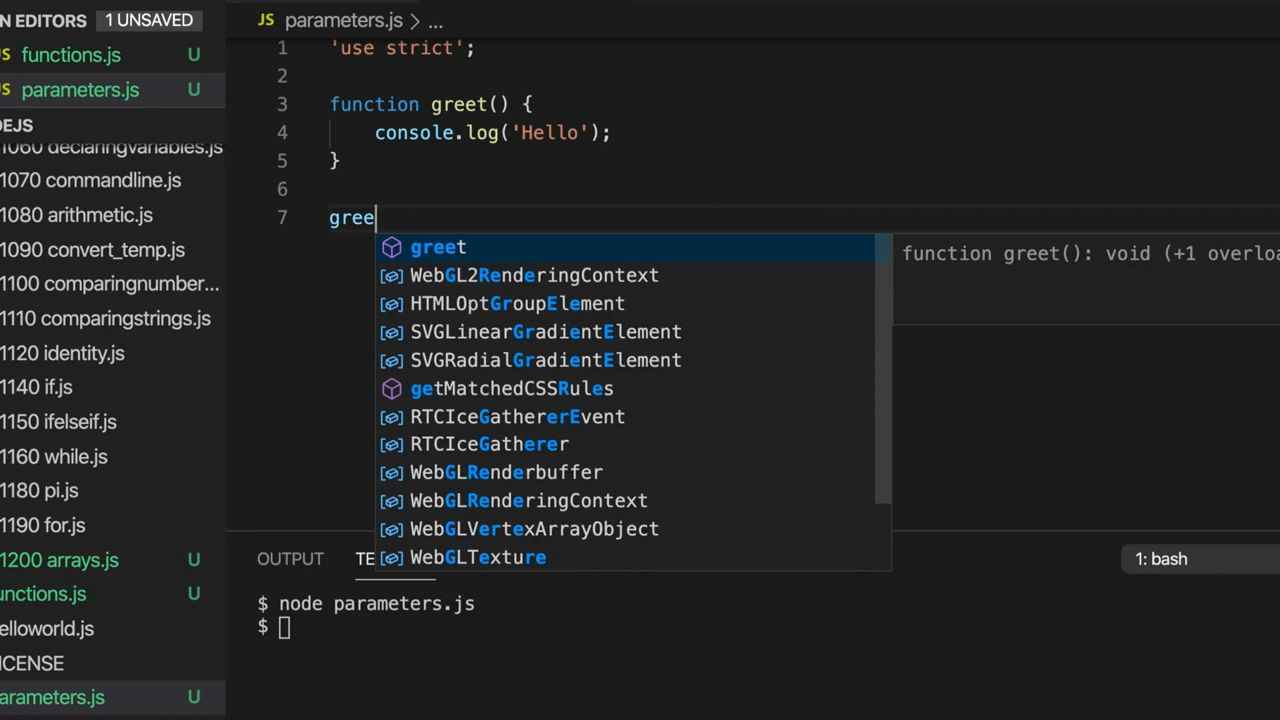 N EDITORS 1 UNSAVED
JS functions.js U
parameters.js U
DEJS
1060 declaringvariables.js
1070 commandline.js
1080 arithmetic.js
1090 convert_temp.js
1100 comparingnumber...
1110 comparingstrings.js
1120 identity.js
1140 if.js
1150 ifelseif.js
1160 while.js
1180 pi.js
1190 for.js
1200 arrays.js U
unctions.js U
elloworld.js
ICENSE
arameters.js U
JS parameters.js > ...
1 'use strict';
2
3 function greet() {
4 console.log('Hello');
5 }
6
7 gree
greet
WebGL2RenderingContext
HTMLOptGroupElement
SVGLinearGradientElement
SVGRadialGradientElement
getMatchedCSSRules
RTCIceGathererEvent
RTCIceGatherer
WebGLRenderbuffer
WebGLRenderingContext
WebGLVertexArrayObject
WebGLTexture
function greet(): void (+1 overloa
OUTPUT TE 1: bash
$ node parameters.js
$